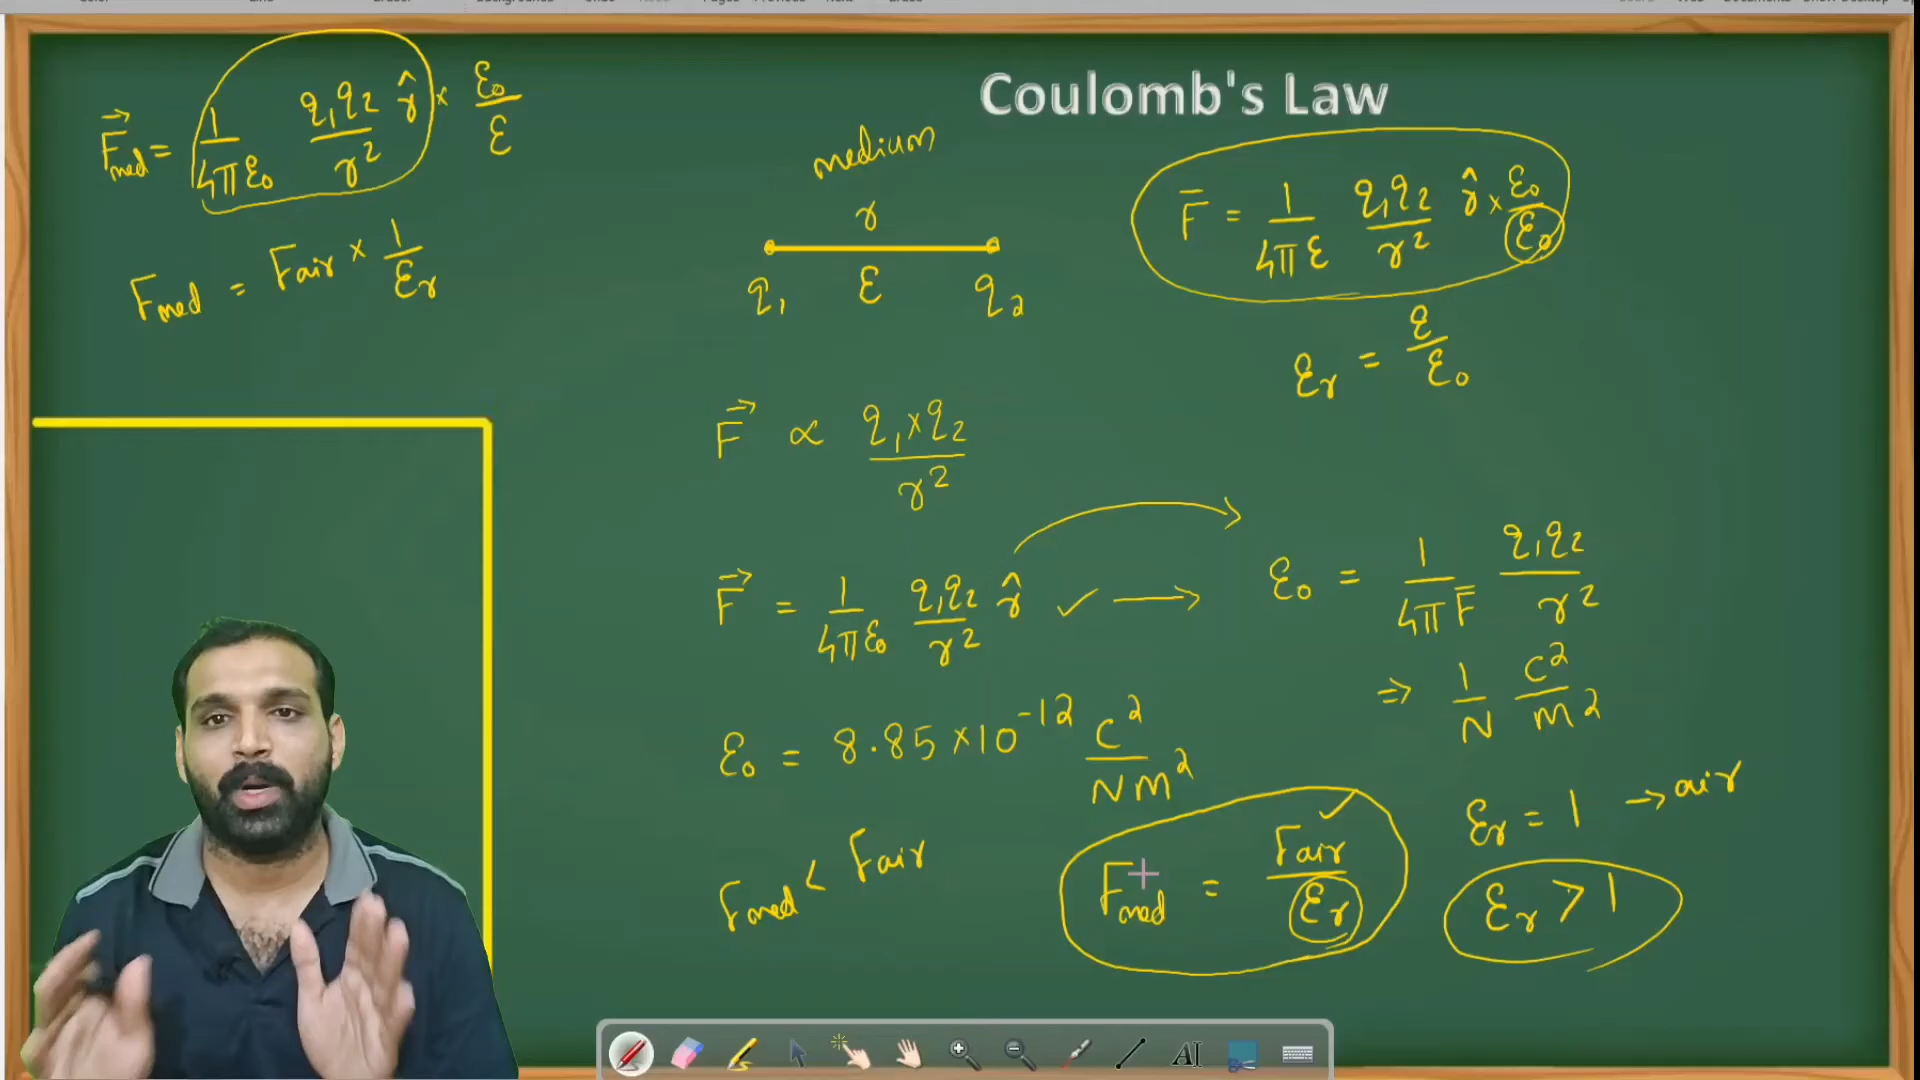 Coulomb's Law
F⃗med = 1/4πε₀ q₁q₂/r² r̂ × ε₀/ε
Fmed = Fair × 1/εr
medium
r
q₁ ε q₂
F̄ = 1/4πε q₁q₂/r² r̂ × ε₀/ε₀
εr = ε/ε₀
F⃗ ∝ q₁×q₂/r²
F⃗ = 1/4πε₀ q₁q₂/r² r̂ ✓ →
ε₀ = 1/4πF̄ q₁q₂/r²
⇒ 1/N C²/m²
ε₀ = 8.85×10⁻¹² C²/Nm²
εr = 1 → air
Fmed < Fair
Fmed = Fair/εr ✓
εr > 1
AI